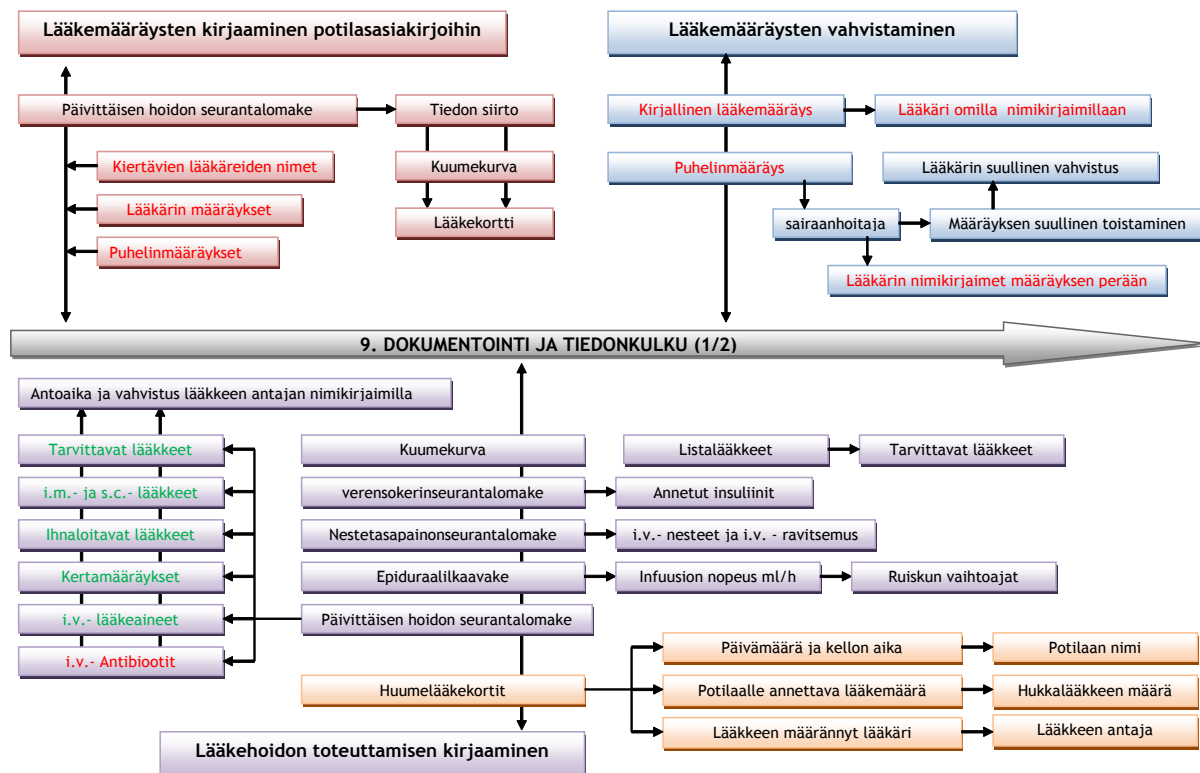 Lääkemääräysten kirjaaminen potilasasiakirjoihin
Päivittäisen hoidon seurantalomake
Tiedon siirto
Kiertävien lääkäreiden nimet
Kuumekurva
Lääkärin määräykset
Lääkekortti
Puhelinmääräykset
Lääkemääräysten vahvistaminen
Kirjallinen lääkemääräys
Lääkäri omilla nimikirjaimillaan
Puhelinmääräys
Lääkärin suullinen vahvistus
sairaanhoitaja
Määräyksen suullinen toistaminen
Lääkärin nimikirjaimet määräyksen perään
9. DOKUMENTOINTI JA TIEDONKULKU (1/2)
Antoaika ja vahvistus lääkkeen antajan nimikirjaimilla
Tarvittavat lääkkeet
Kuumekurva
Listalääkkeet
Tarvittavat lääkkeet
i.m.- ja s.c.- lääkkeet
verensokerinseurantalomake
Annetut insuliinit
Ihnaloitavat lääkkeet
Nestetasapainonseurantalomake
i.v.- nesteet ja i.v. - ravitsemus
Kertamääräykset
Epiduraalilkaavake
Infuusion nopeus ml/h
Ruiskun vaihtoajat
i.v.- lääkeaineet
Päivittäisen hoidon seurantalomake
i.v.- Antibiootit
Päivämäärä ja kellon aika
Potilaan nimi
Huumelääkekortit
Potilaalle annettava lääkemäärä
Hukkalääkkeen määrä
Lääkkeen määrännyt lääkäri
Lääkkeen antaja
Lääkehoidon toteuttamisen kirjaaminen